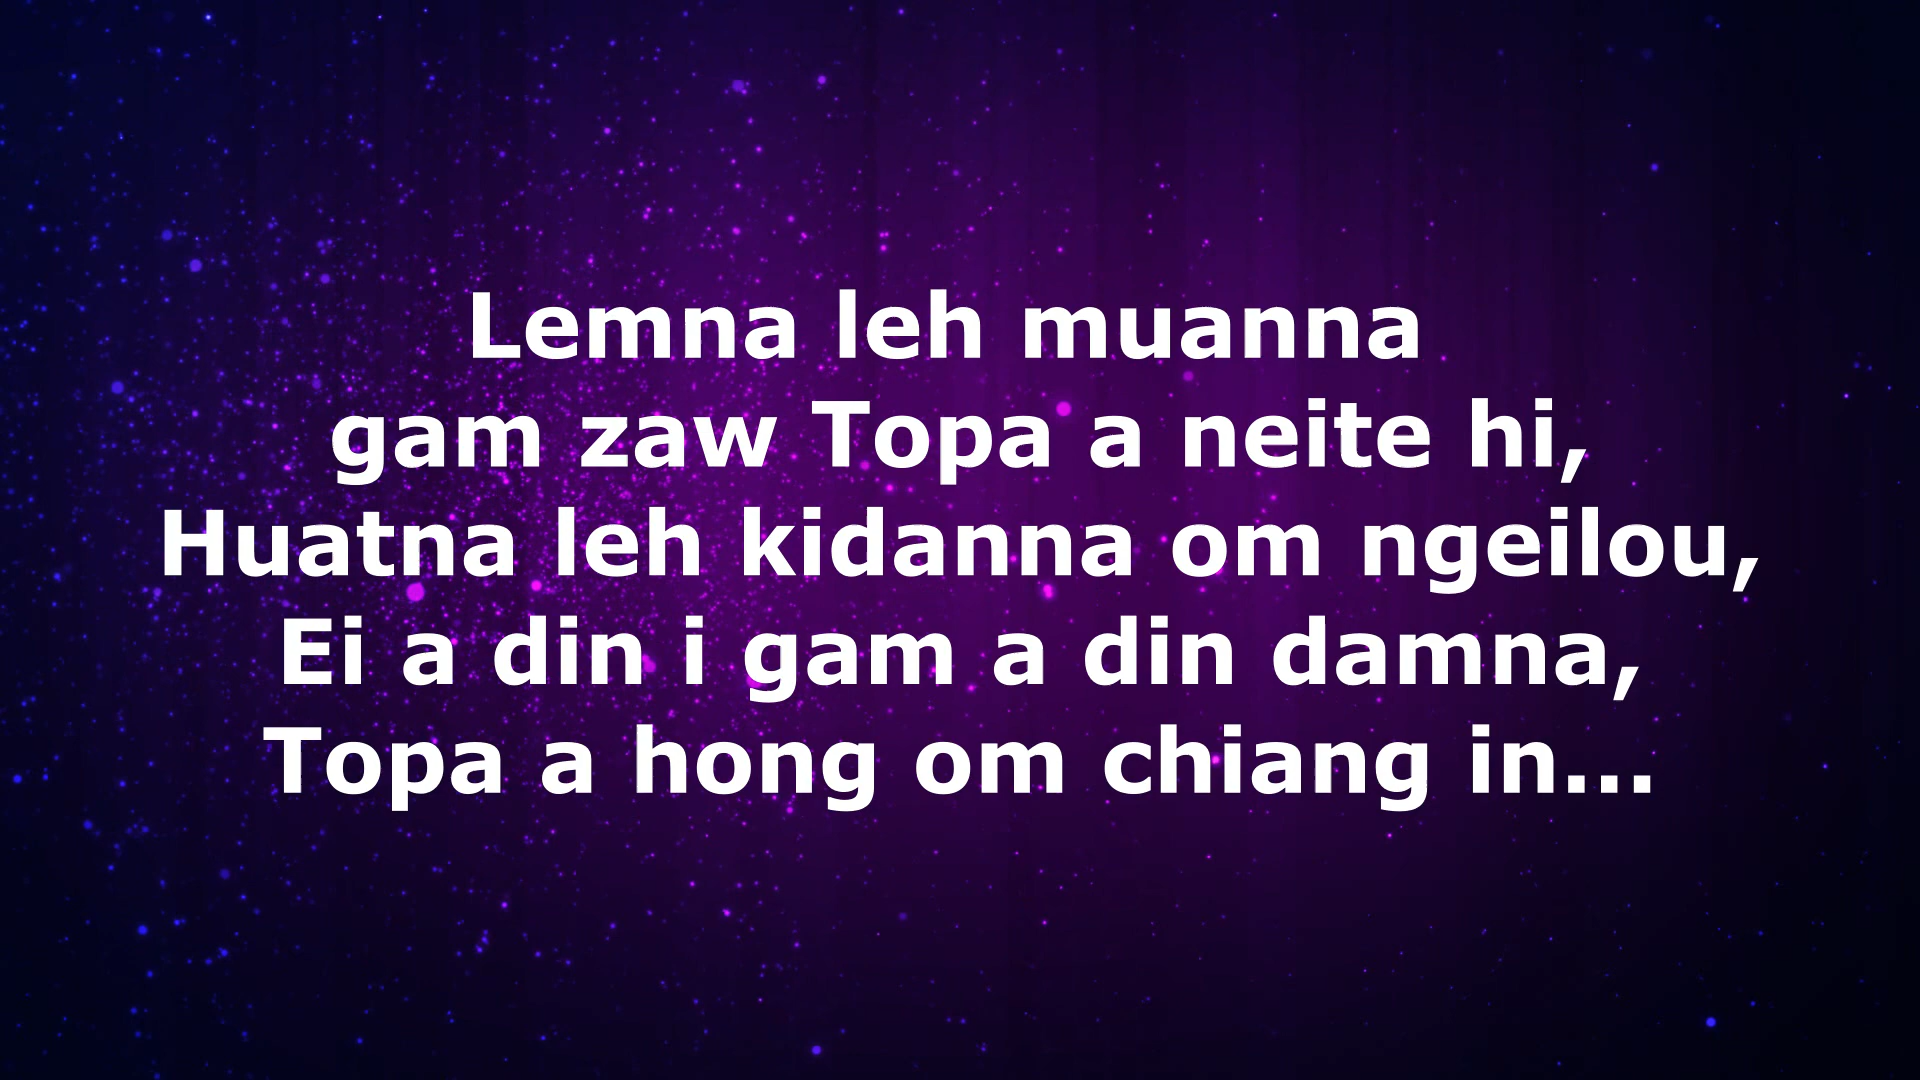 Lemna leh muanna
gam zaw Topa a neite hi,
Huatna leh kidanna om ngeilou,
Ei a din i gam a din damna,
Topa a hong om chiang in...